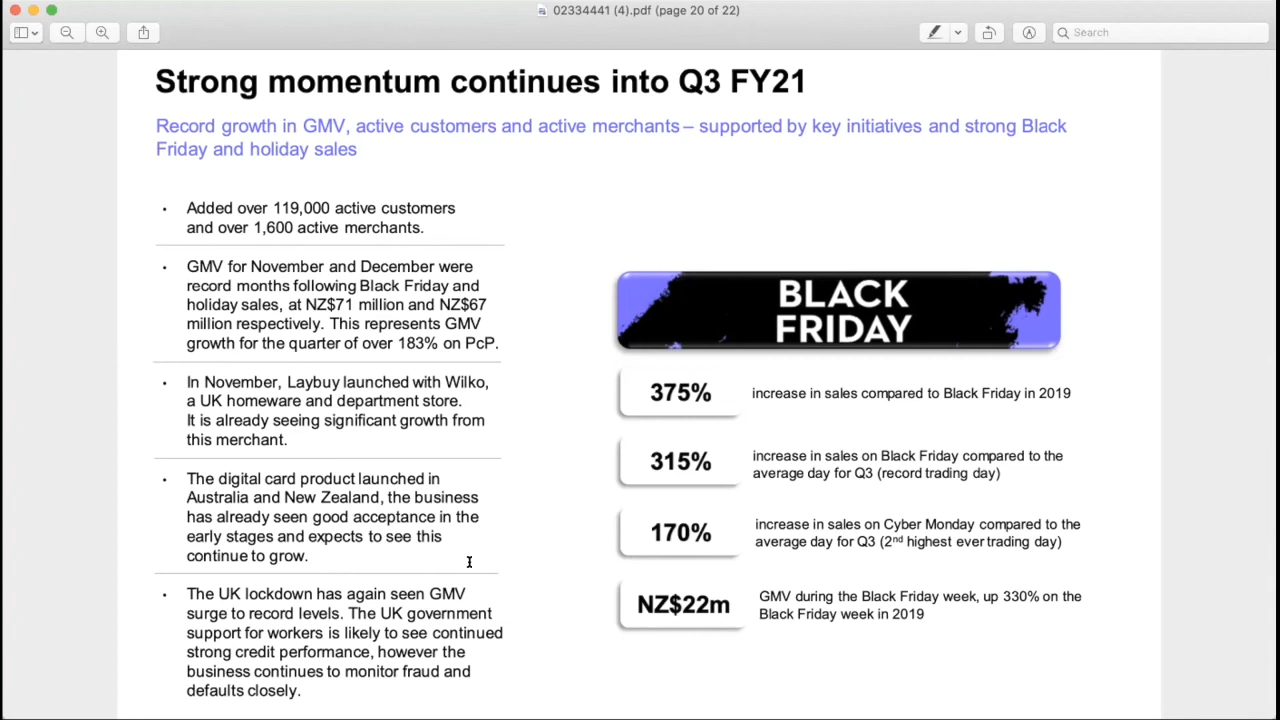 02334441 (4).pdf (page 20 of 22)
Search
Strong momentum continues into Q3 FY21
Record growth in GMV, active customers and active merchants – supported by key initiatives and strong Black
Friday and holiday sales
• Added over 119,000 active customers
and over 1,600 active merchants.
• GMV for November and December were
record months following Black Friday and
holiday sales, at NZ$71 million and NZ$67
million respectively. This represents GMV
growth for the quarter of over 183% on PcP.
• In November, Laybuy launched with Wilko,
a UK homeware and department store.
It is already seeing significant growth from
this merchant.
• The digital card product launched in
Australia and New Zealand, the business
has already seen good acceptance in the
early stages and expects to see this
continue to grow.
• The UK lockdown has again seen GMV
surge to record levels. The UK government
support for workers is likely to see continued
strong credit performance, however the
business continues to monitor fraud and
defaults closely.
BLACK
FRIDAY
375%
increase in sales compared to Black Friday in 2019
315%
increase in sales on Black Friday compared to the
average day for Q3 (record trading day)
170%
increase in sales on Cyber Monday compared to the
average day for Q3 (2nd highest ever trading day)
NZ$22m
GMV during the Black Friday week, up 330% on the
Black Friday week in 2019